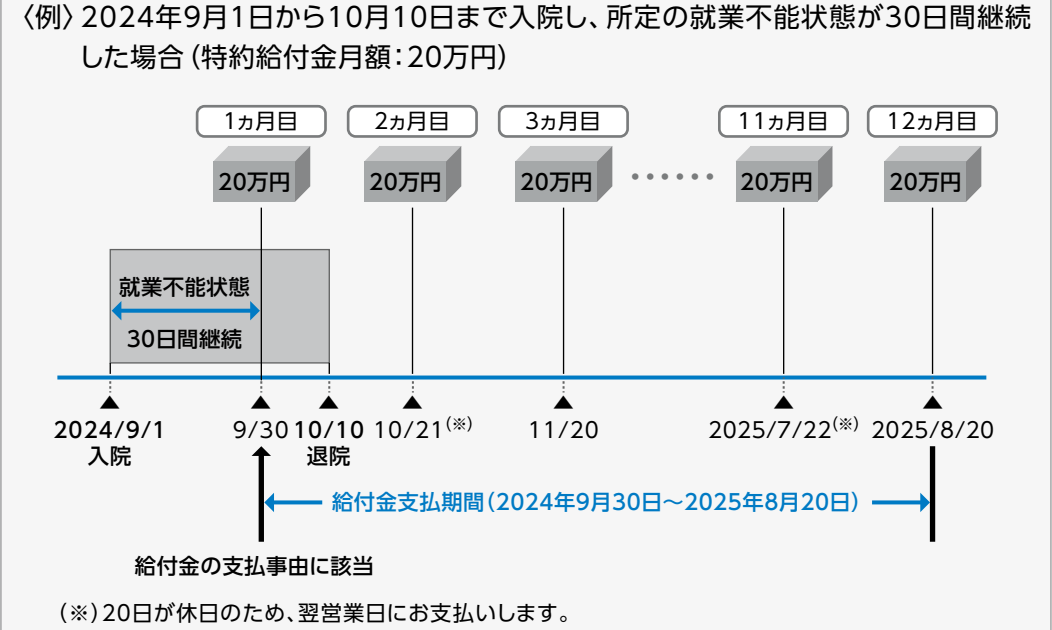 〈例〉2024年9月1日から10月10日まで入院し、所定の就業不能状態が30日間継続
した場合（特約給付金月額：20万円）
1ヵ月目 2ヵ月目 3ヵ月目 11ヵ月目 12ヵ月目
20万円 20万円 20万円 ・・・・・・ 20万円 20万円
就業不能状態
30日間継続
2024/9/1 9/30 10/10 10/21(※) 11/20 2025/7/22(※) 2025/8/20
入院 退院
給付金支払期間（2024年9月30日～2025年8月20日）
給付金の支払事由に該当
（※）20日が休日のため、翌営業日にお支払いします。